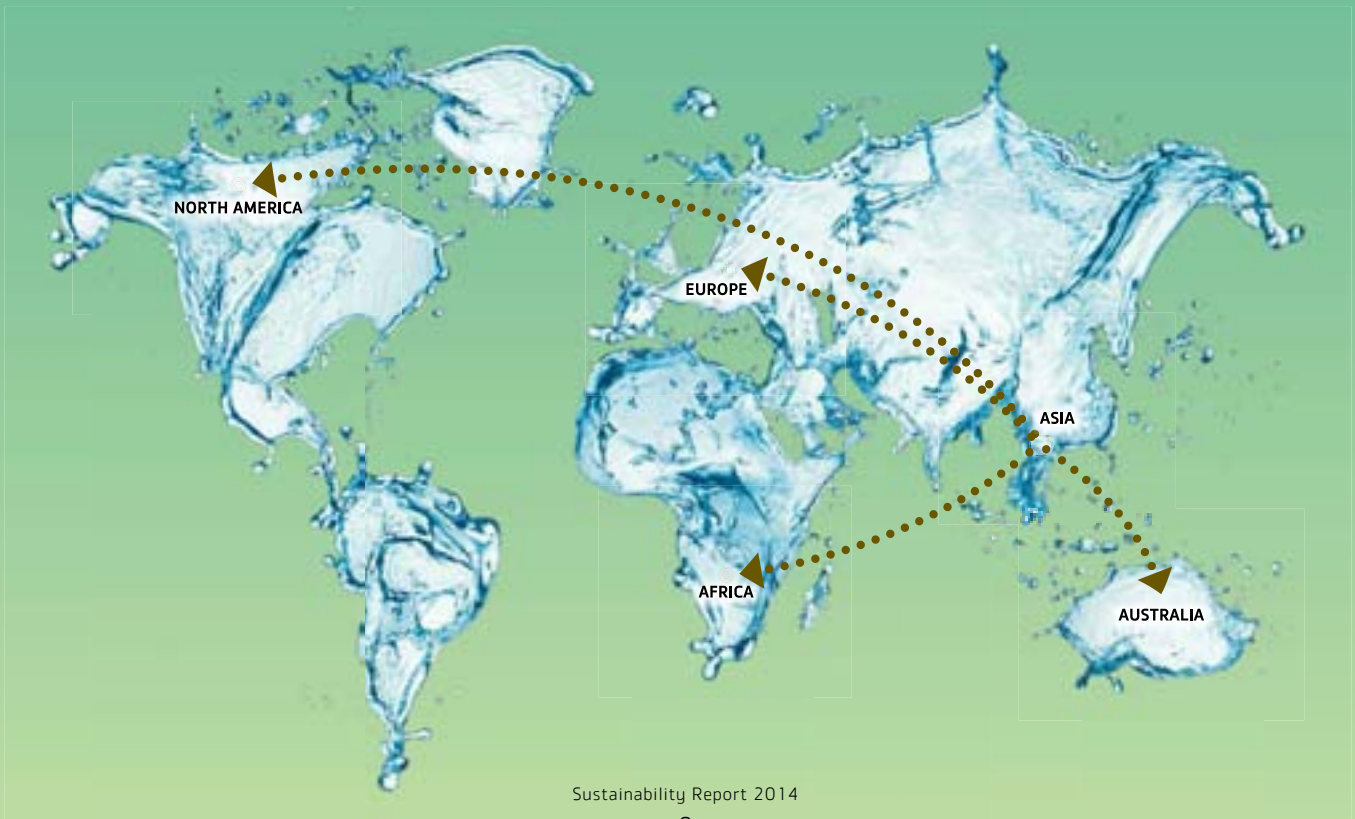 NORTH AMERICA
EUROPE
ASIA
AFRICA
AUSTRALIA
Sustainability Report 2014